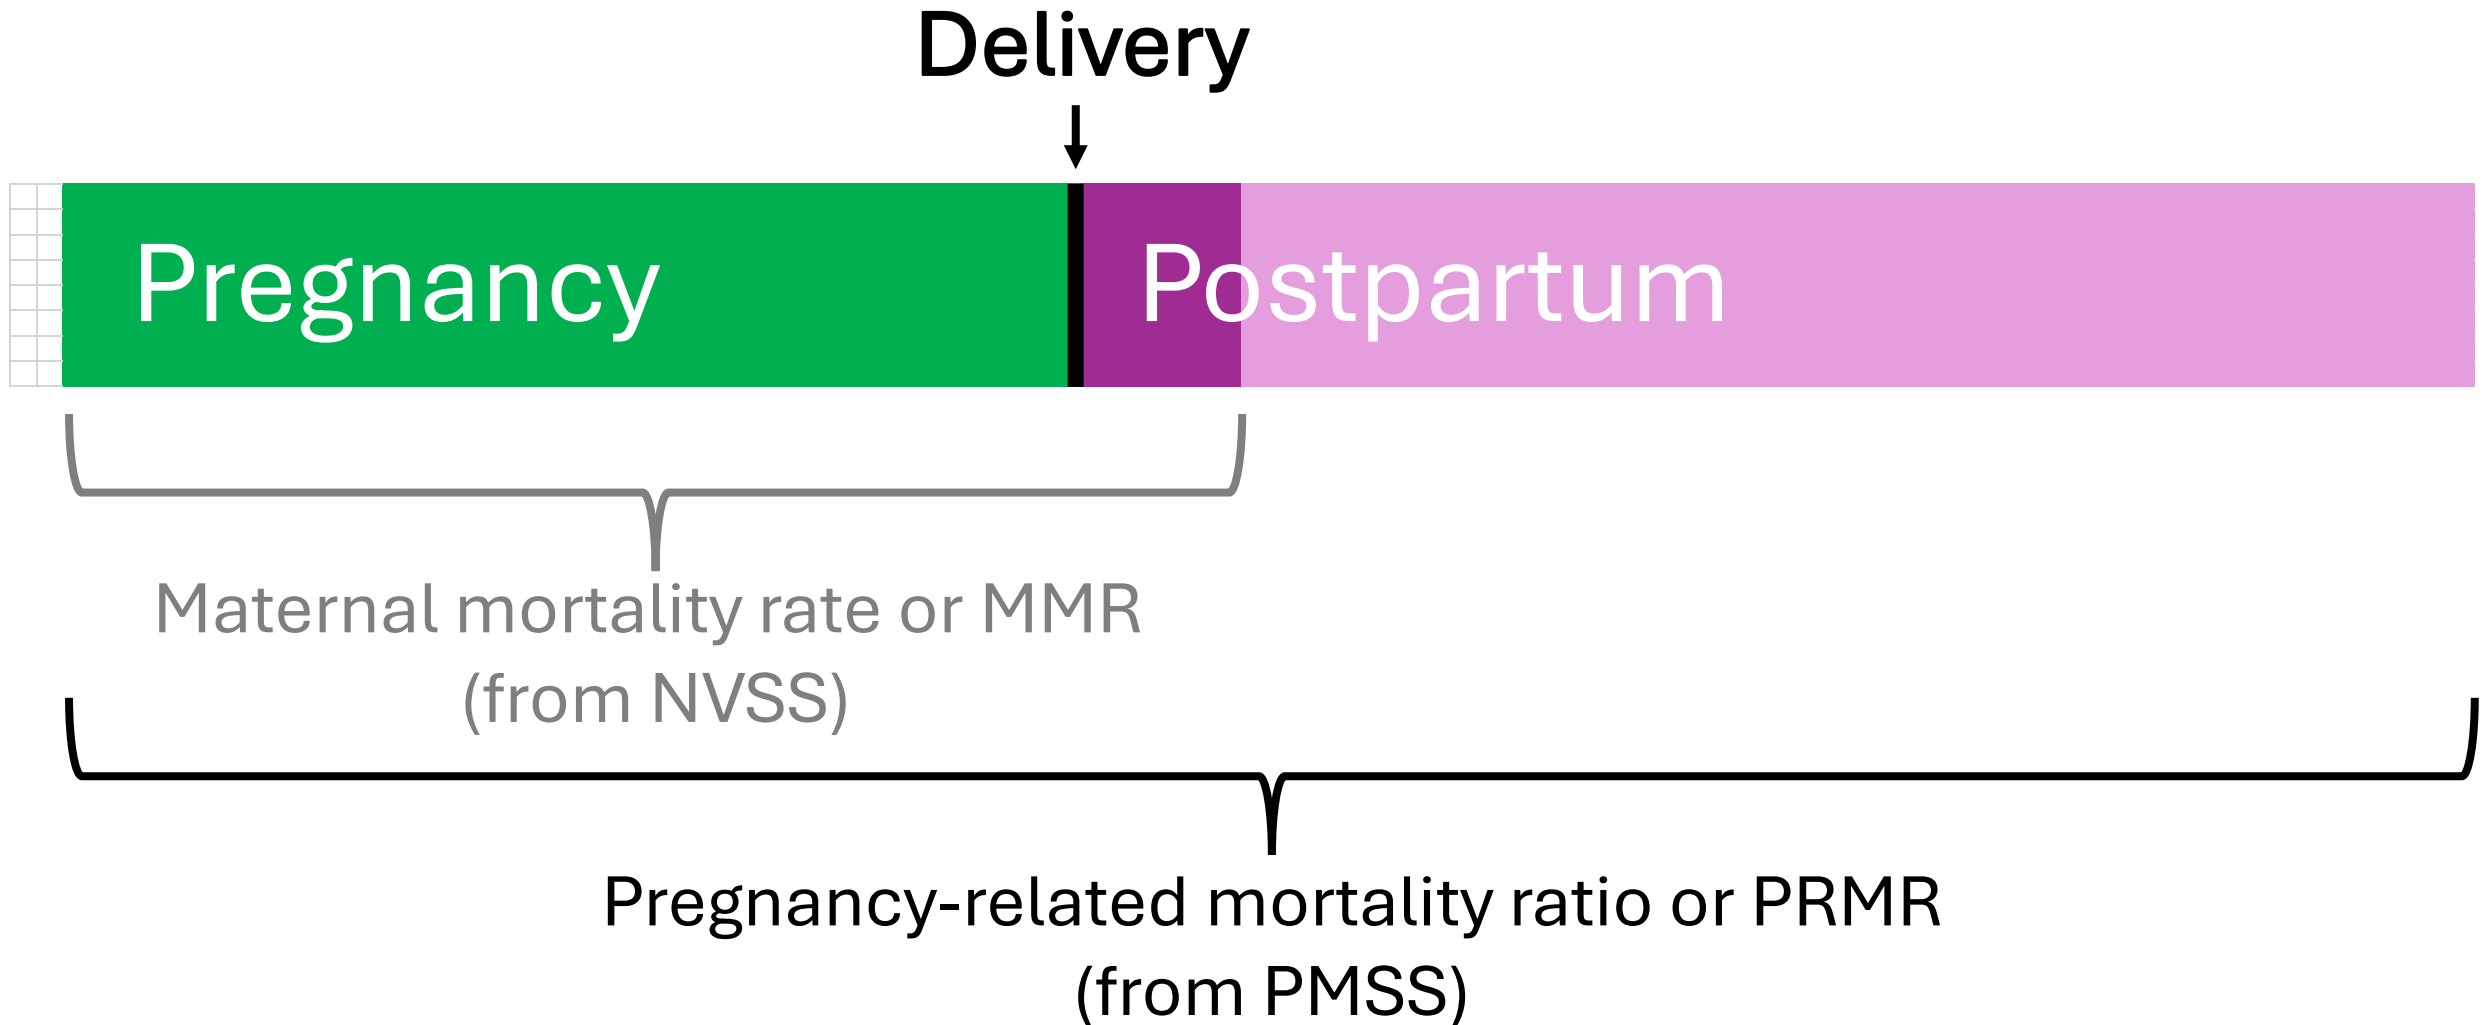 Delivery
Pregnancy
Postpartum
Maternal mortality rate or MMR
(from NVSS)
Pregnancy-related mortality ratio or PRMR
(from PMSS)